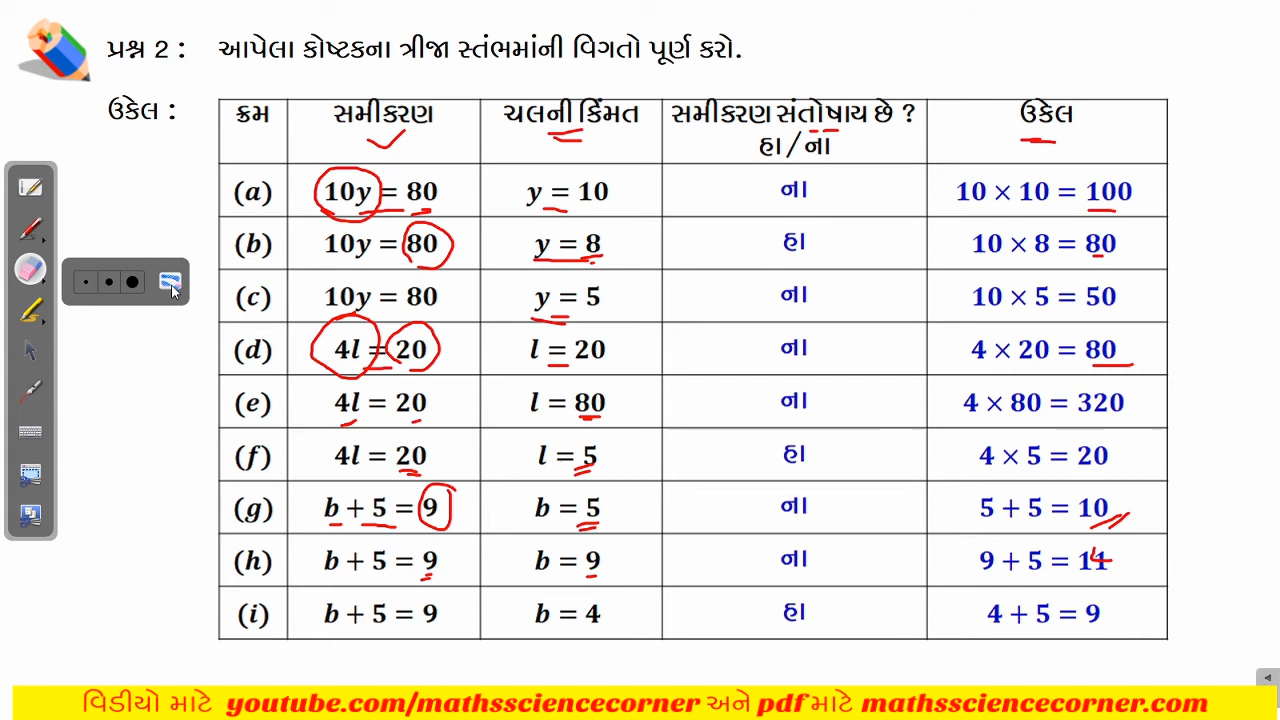 પ્રશ્ન 2 : આપેલા કોષ્ટકના ત્રીજા સ્તંભમાંની વિગતો પૂર્ણ કરો.
ઉકેલ :
ક્રમ સમીકરણ ચલની કિંમત સમીકરણ સંતોષાય છે ? હા / ના ઉકેલ
(a) 10y = 80 y = 10 ના 10 × 10 = 100
(b) 10y = 80 y = 8 હા 10 × 8 = 80
(c) 10y = 80 y = 5 ના 10 × 5 = 50
(d) 4l = 20 l = 20 ના 4 × 20 = 80
(e) 4l = 20 l = 80 ના 4 × 80 = 320
(f) 4l = 20 l = 5 હા 4 × 5 = 20
(g) b + 5 = 9 b = 5 ના 5 + 5 = 10
(h) b + 5 = 9 b = 9 ના 9 + 5 = 11 4
(i) b + 5 = 9 b = 4 હા 4 + 5 = 9
વિડીયો માટે youtube.com/mathssciencecorner અને pdf માટે mathssciencecorner.com